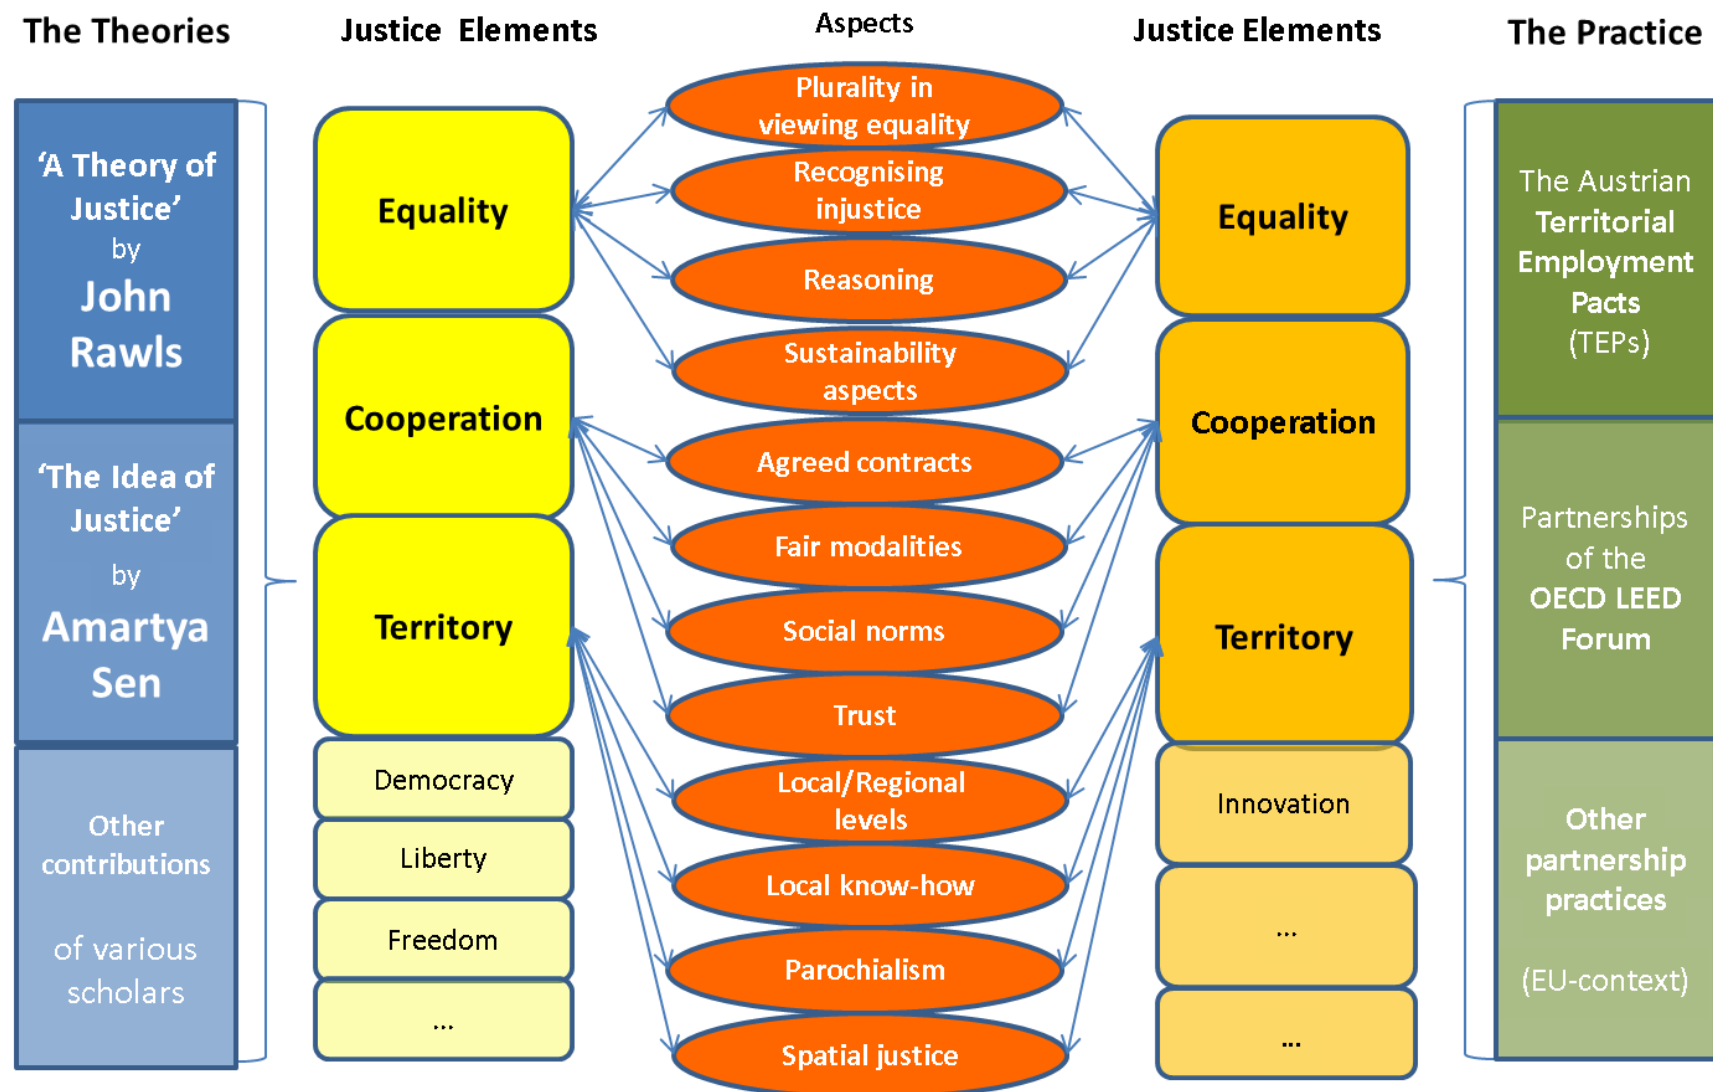 The Theories
Justice Elements
Aspects
Justice Elements
The Practice
‘A Theory of
Justice’
by
John
Rawls
‘The Idea of
Justice’
by
Amartya
Sen
Other
contributions
of various
scholars
Equality
Cooperation
Territory
Democracy
Liberty
Freedom
...
Plurality in
viewing equality
Recognising
injustice
Reasoning
Sustainability
aspects
Agreed contracts
Fair modalities
Social norms
Trust
Local/Regional
levels
Local know-how
Parochialism
Spatial justice
Equality
Cooperation
Territory
Innovation
...
...
The Austrian
Territorial
Employment
Pacts
(TEPs)
Partnerships
of the
OECD LEED
Forum
Other
partnership
practices
(EU-context)